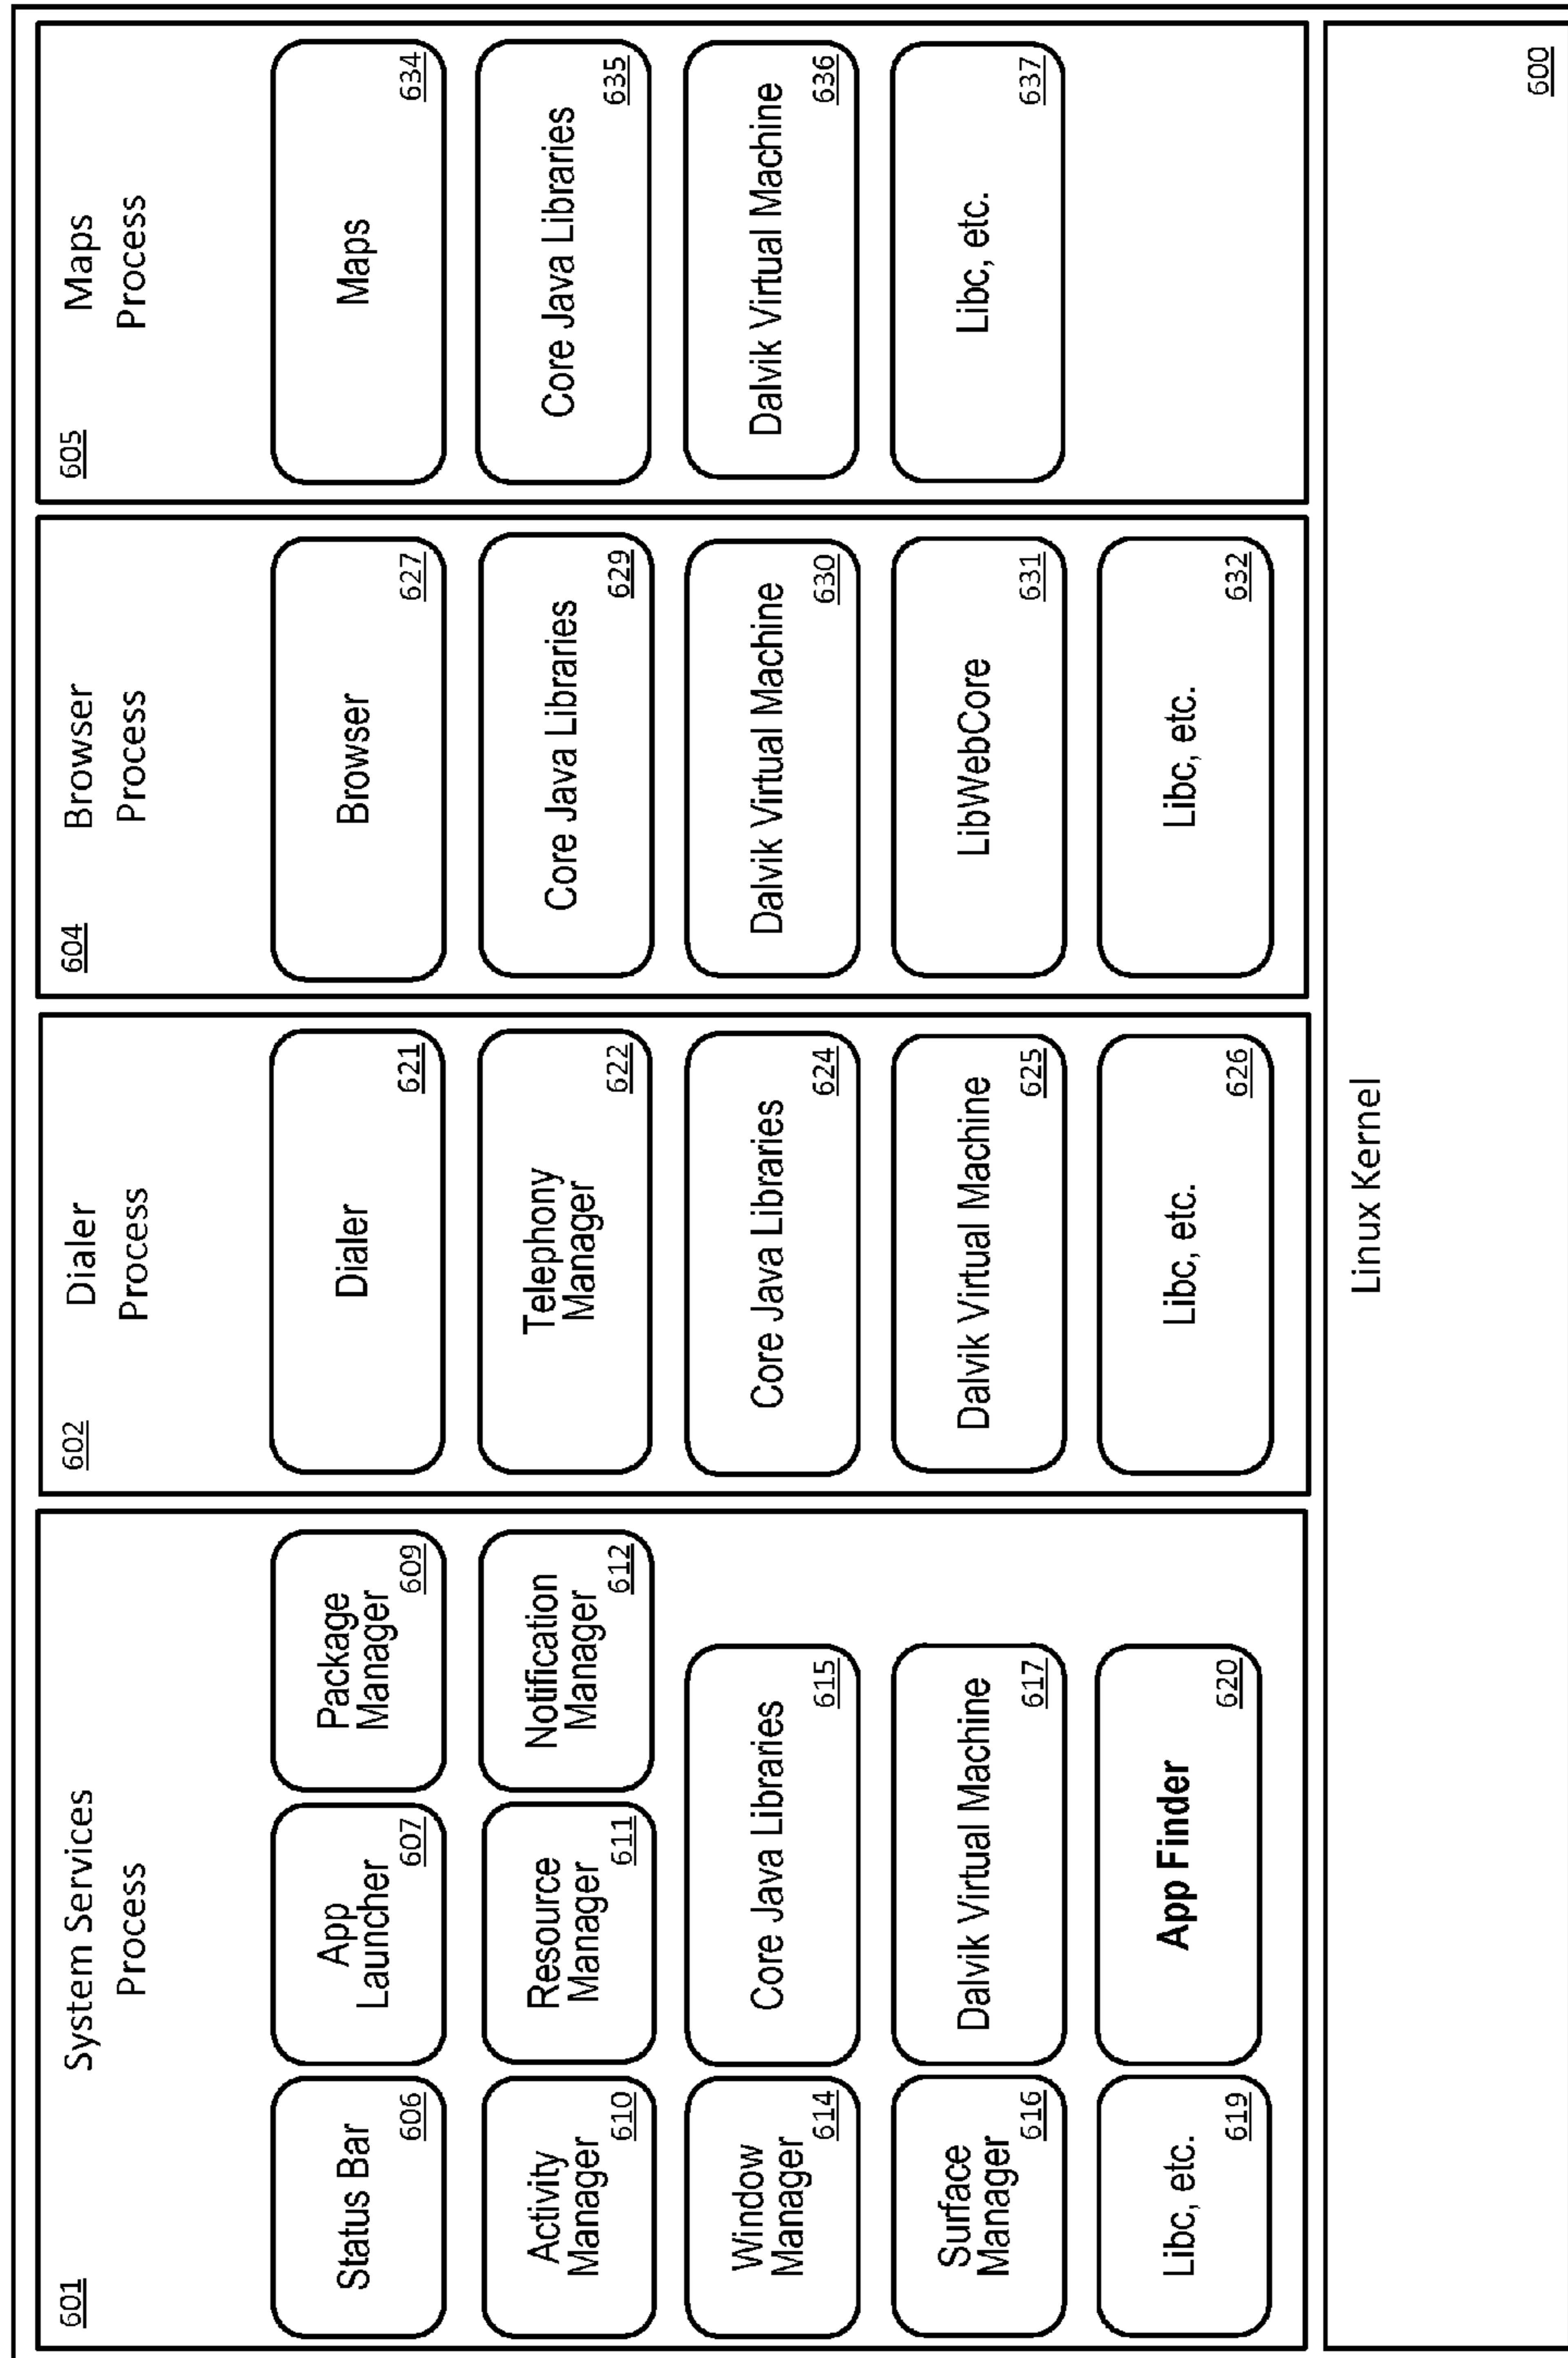 601
System Services
Process
Status Bar
606
App
Launcher
607
Package
Manager
609
Activity
Manager
610
Resource
Manager
611
Notification
Manager
612
Window
Manager
614
Core Java Libraries
615
Surface
Manager
616
Dalvik Virtual Machine
617
Libc, etc.
619
App Finder
620
602
Dialer
Process
Dialer
621
Telephony
Manager
622
Core Java Libraries
624
Dalvik Virtual Machine
625
Libc, etc.
626
604
Browser
Process
Browser
627
Core Java Libraries
629
Dalvik Virtual Machine
630
LibWebCore
631
Libc, etc.
632
605
Maps
Process
Maps
634
Core Java Libraries
635
Dalvik Virtual Machine
636
Libc, etc.
637
Linux Kernel
600